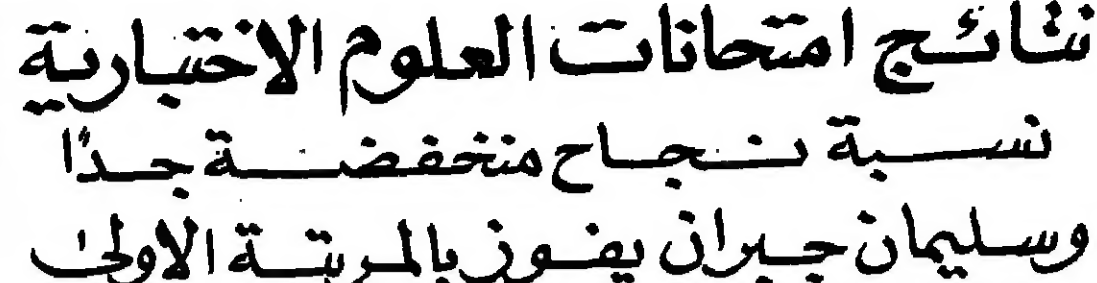 نتائج امتحانات العلوم الاختبارية
نسبة نجاح منخفضة جدًا
وسليمان جبران يفوز بالمرتبة الاولى